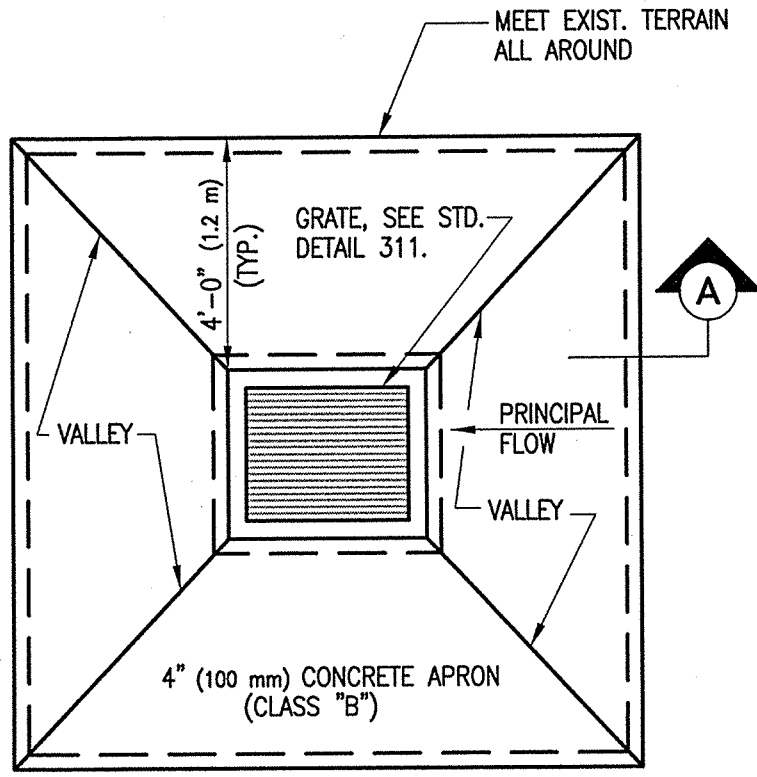 MEET EXIST. TERRAIN
ALL AROUND
4'-0" (1.2 m)
(TYP.)
GRATE, SEE STD.
DETAIL 311.
A
VALLEY
PRINCIPAL
FLOW
VALLEY
4" (100 mm) CONCRETE APRON
(CLASS "B")